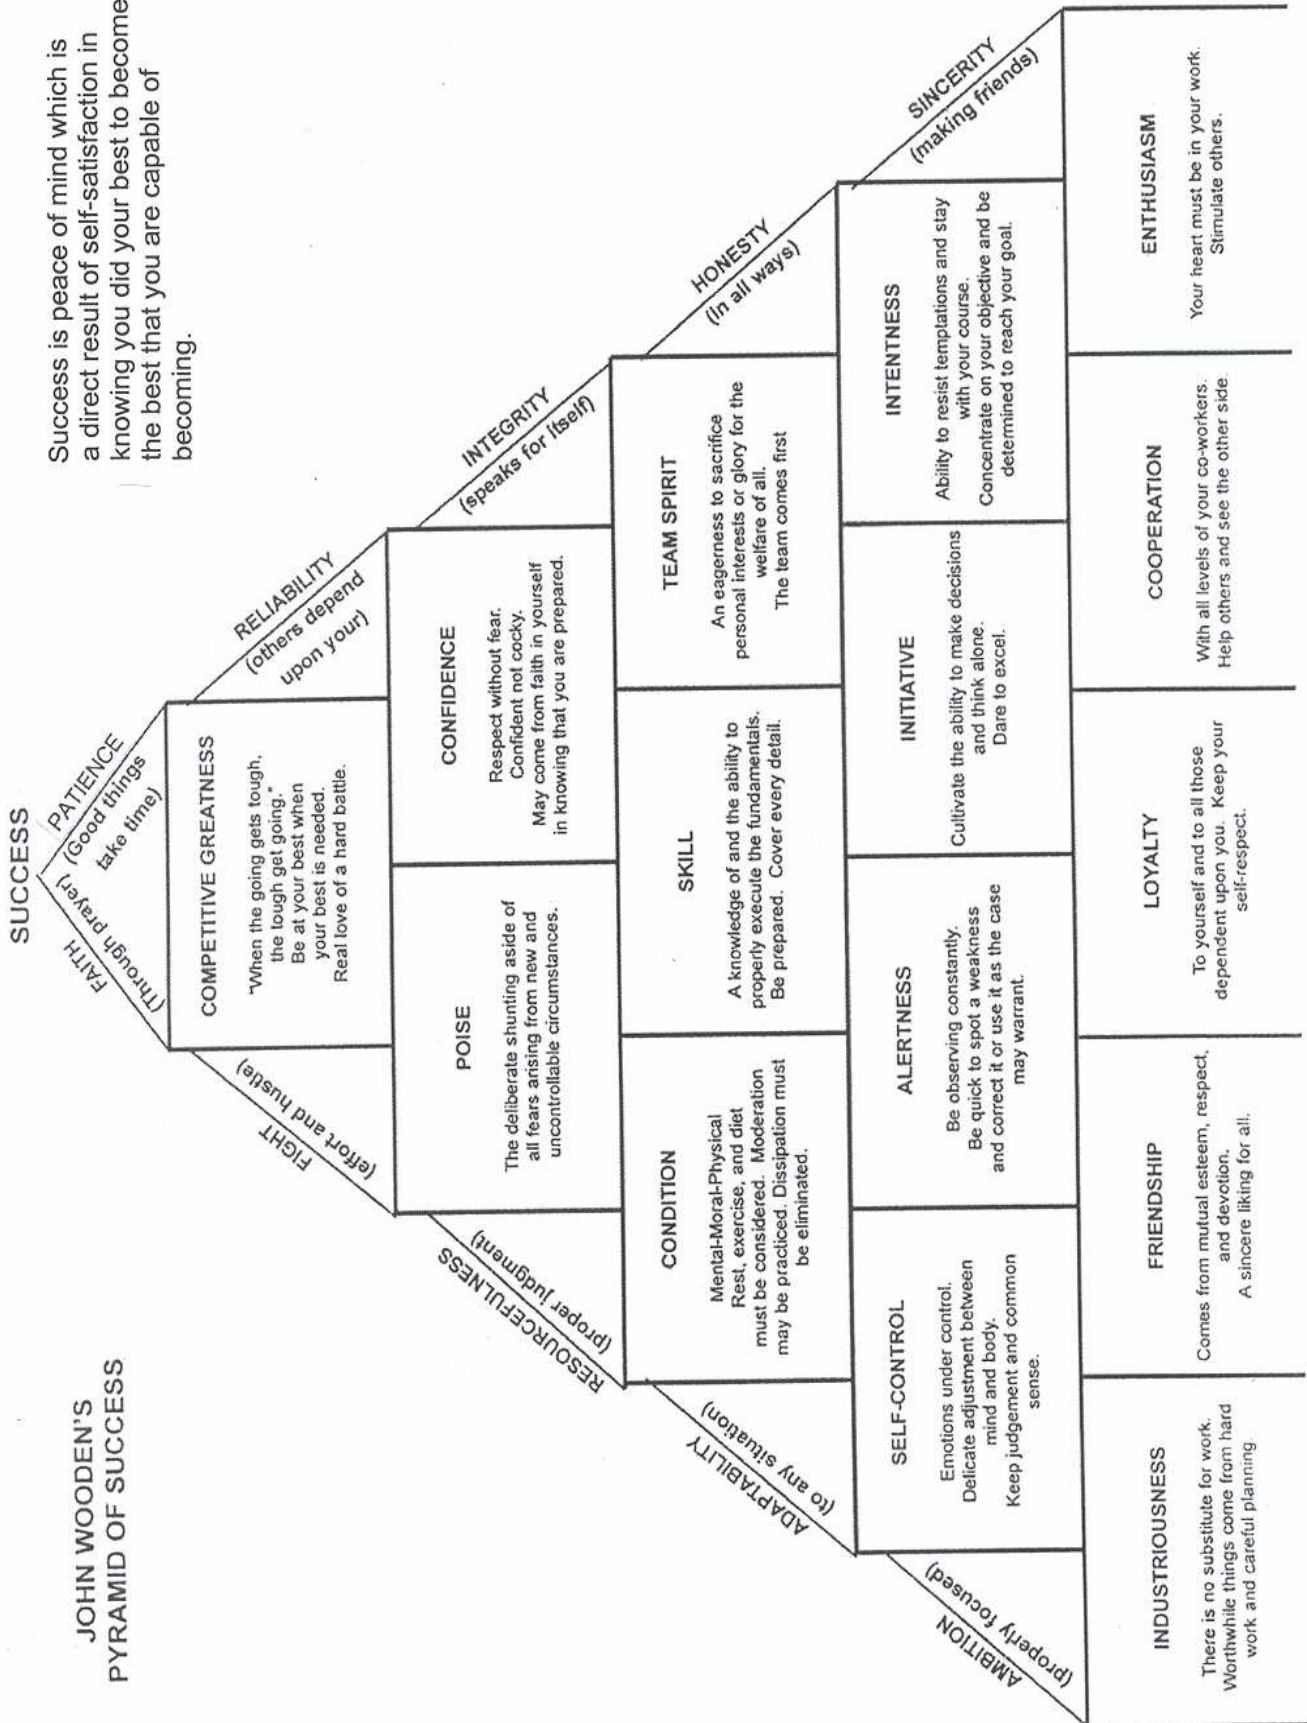 JOHN WOODEN'S
PYRAMID OF SUCCESS
SUCCESS
Success is peace of mind which is
a direct result of self-satisfaction in
knowing you did your best to become
the best that you are capable of
becoming.
FAITH
(Through prayer)
PATIENCE
(Good things
take time)
COMPETITIVE GREATNESS
"When the going gets tough,
the tough get going."
Be at your best when
your best is needed.
Real love of a hard battle.
FIGHT
(effort and hustle)
RELIABILITY
(others depend
upon your)
POISE
The deliberate shunting aside of
all fears arising from new and
uncontrollable circumstances.
CONFIDENCE
Respect without fear.
Confident not cocky.
May come from faith in yourself
in knowing that you are prepared.
RESOURCEFULNESS
(proper judgment)
INTEGRITY
(speaks for itself)
CONDITION
Mental-Moral-Physical
Rest, exercise, and diet
must be considered. Moderation
may be practiced. Dissipation must
be eliminated.
SKILL
A knowledge of and the ability to
properly execute the fundamentals.
Be prepared. Cover every detail.
TEAM SPIRIT
An eagerness to sacrifice
personal interests or glory for the
welfare of all.
The team comes first
ADAPTABILITY
(to any situation)
HONESTY
(In all ways)
SELF-CONTROL
Emotions under control.
Delicate adjustment between
mind and body.
Keep judgement and common
sense.
ALERTNESS
Be observing constantly.
Be quick to spot a weakness
and correct it or use it as the case
may warrant.
INITIATIVE
Cultivate the ability to make decisions
and think alone.
Dare to excel.
INTENTNESS
Ability to resist temptations and stay
with your course.
Concentrate on your objective and be
determined to reach your goal.
AMBITION
(properly focused)
SINCERITY
(making friends)
INDUSTRIOUSNESS
There is no substitute for work.
Worthwhile things come from hard
work and careful planning
FRIENDSHIP
Comes from mutual esteem, respect,
and devotion.
A sincere liking for all.
LOYALTY
To yourself and to all those
dependent upon you. Keep your
self-respect.
COOPERATION
With all levels of your co-workers.
Help others and see the other side.
ENTHUSIASM
Your heart must be in your work.
Stimulate others.